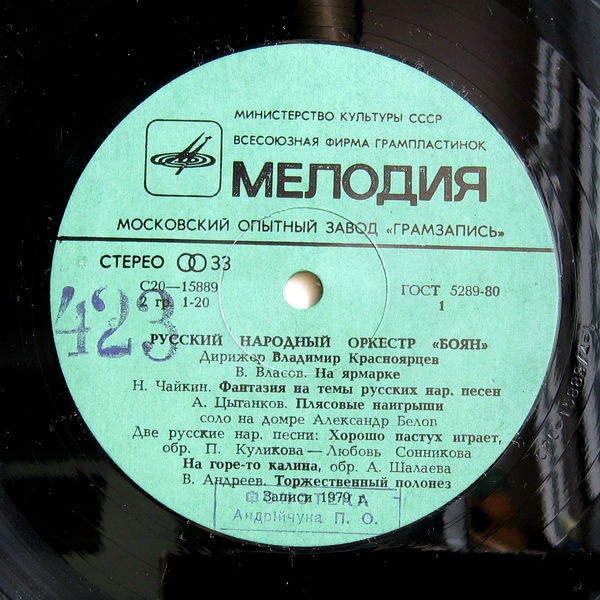 МИНИСТЕРСТВО КУЛЬТУРЫ СССР
ВСЕСОЮЗНАЯ ФИРМА ГРАМПЛАСТИНОК
МЕЛОДИЯ
МОСКОВСКИЙ ОПЫТНЫЙ ЗАВОД «ГРАМЗАПИСЬ»
СТЕРЕО 33
С20—15889
2 гр. 1-20
ГОСТ 5289-80
1
423
РУССКИЙ НАРОДНЫЙ ОРКЕСТР «БОЯН»
Дирижер Владимир Красноярцев
В. Власов. На ярмарке
Н. Чайкин. Фантазия на темы русских нар. песен
А. Цыганков. Плясовые наигрыши
соло на домре Александр Белов
Две русские нар. песни: Хорошо пастух играет,
обр. П. Куликова—Любовь Сонникова
На горе-то калина, обр. А. Шалаева
В. Андреев. Торжественный полонез
Записи 1979 г.
ФОНОТЕКА
Андрійчука П. О.